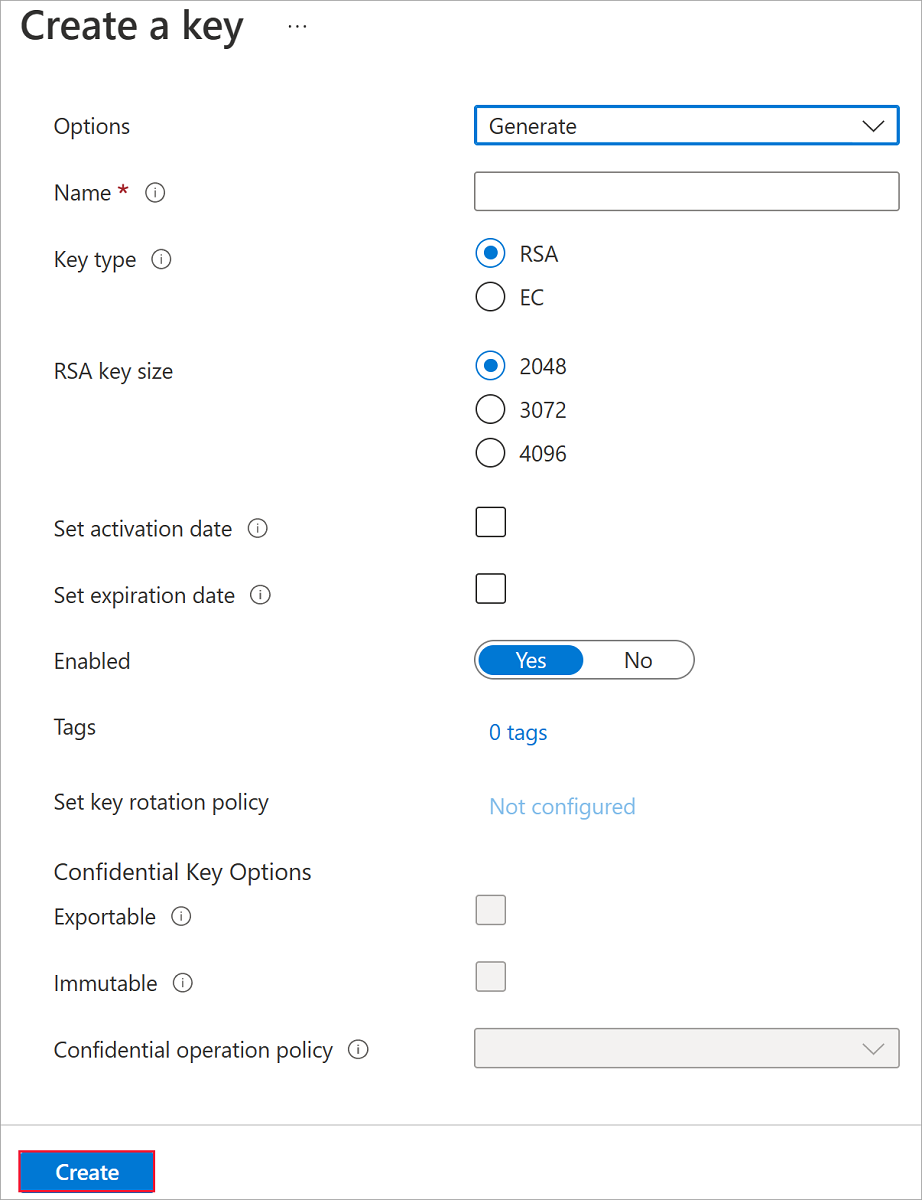 Create a key ...
Options Generate
Name * 
Key type RSA
EC
RSA key size 2048
3072
4096
Set activation date
Set expiration date
Enabled Yes No
Tags 0 tags
Set key rotation policy Not configured
Confidential Key Options
Exportable
Immutable
Confidential operation policy
Create